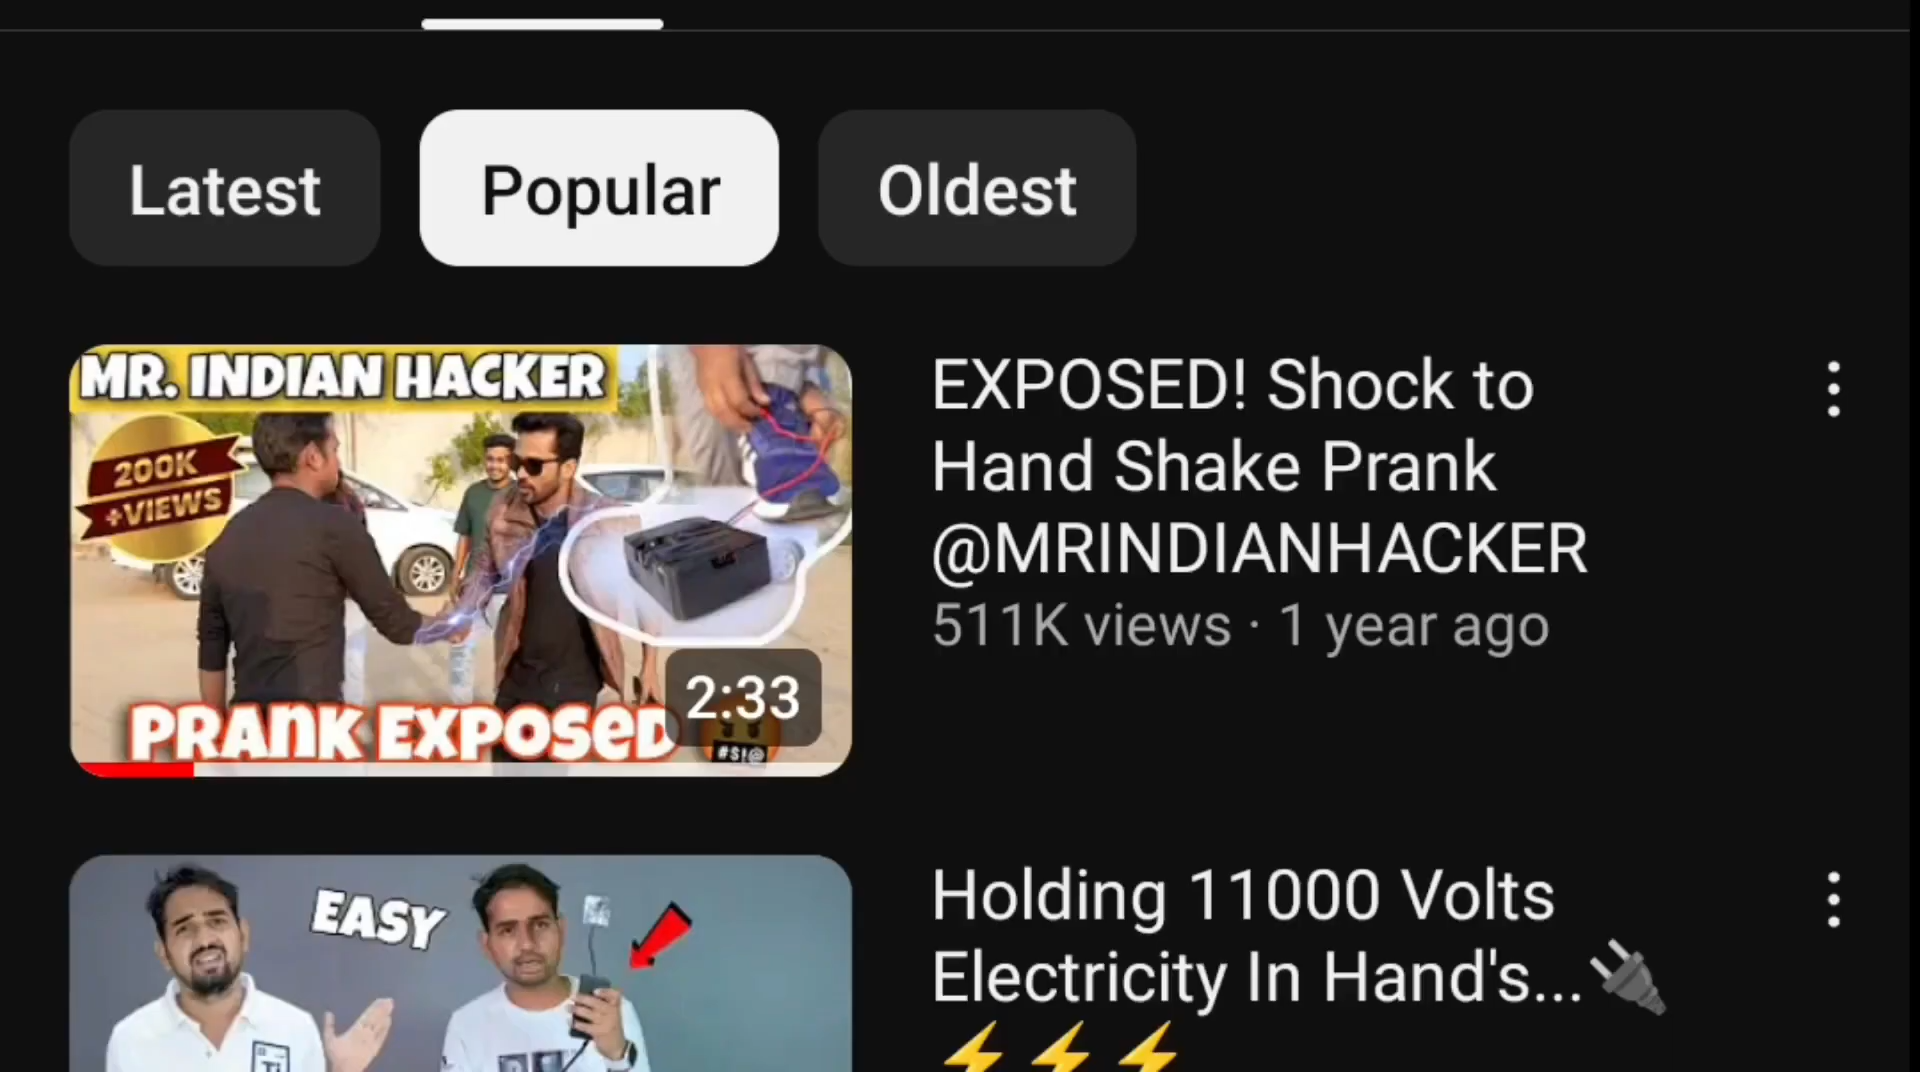 Latest
Popular
Oldest
MR. INDIAN HACKER
200K
+VIEWS
PRANK EXPOSED
#$!@
2:33
EXPOSED! Shock to
Hand Shake Prank
@MRINDIANHACKER
511K views · 1 year ago
EASY
Ti
Holding 11000 Volts
Electricity In Hand's...🔌
⚡⚡⚡